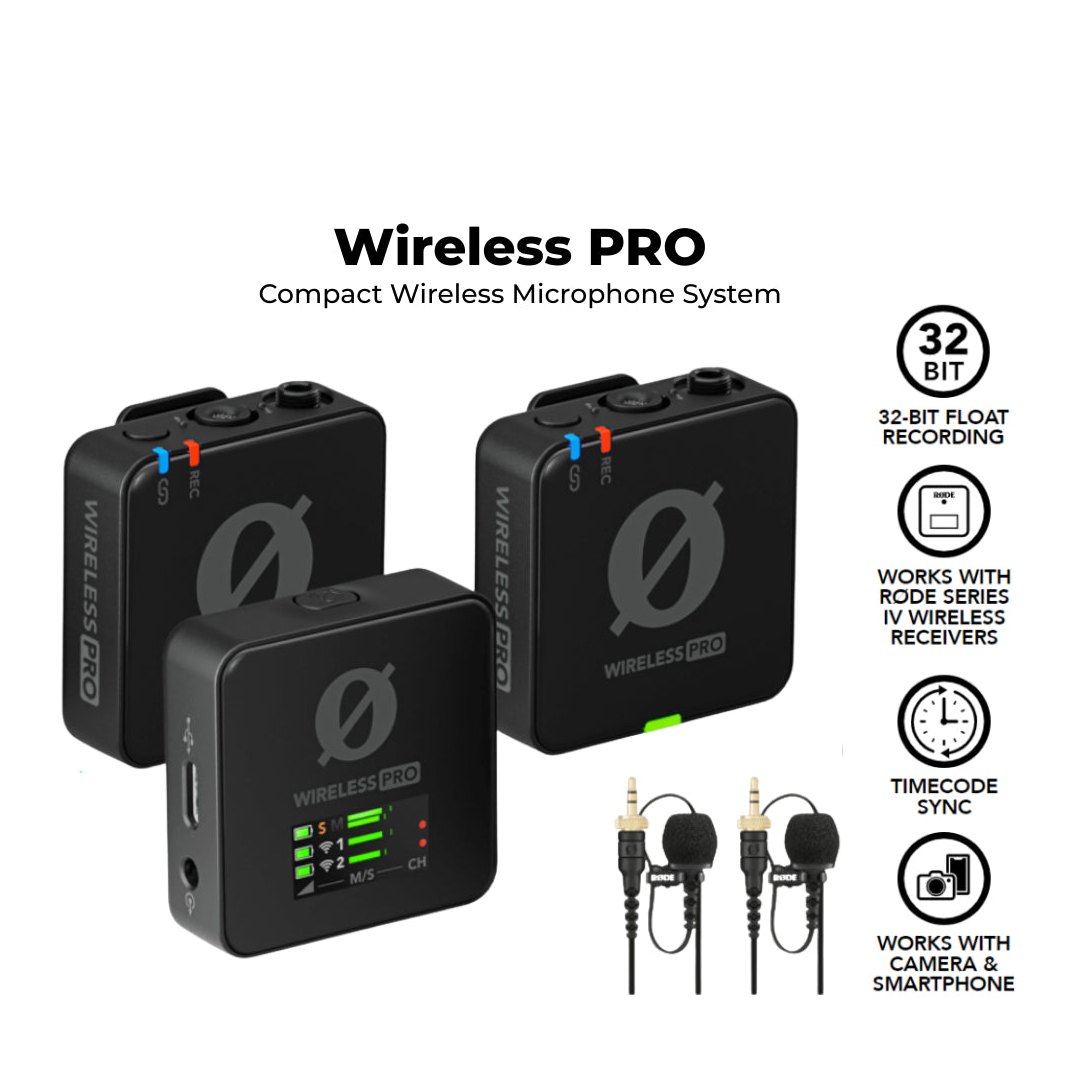 Wireless PRO
Compact Wireless Microphone System
32
BIT
32-BIT FLOAT
RECORDING
RØDE
WORKS WITH
RØDE SERIES
IV WIRELESS
RECEIVERS
TIMECODE
SYNC
WORKS WITH
CAMERA &
SMARTPHONE
REC
WIRELESS PRO
REC
WIRELESS PRO
WIRELESS PRO
WIRELESS PRO
S M
1
2
M/S
CH
RØDE
RØDE